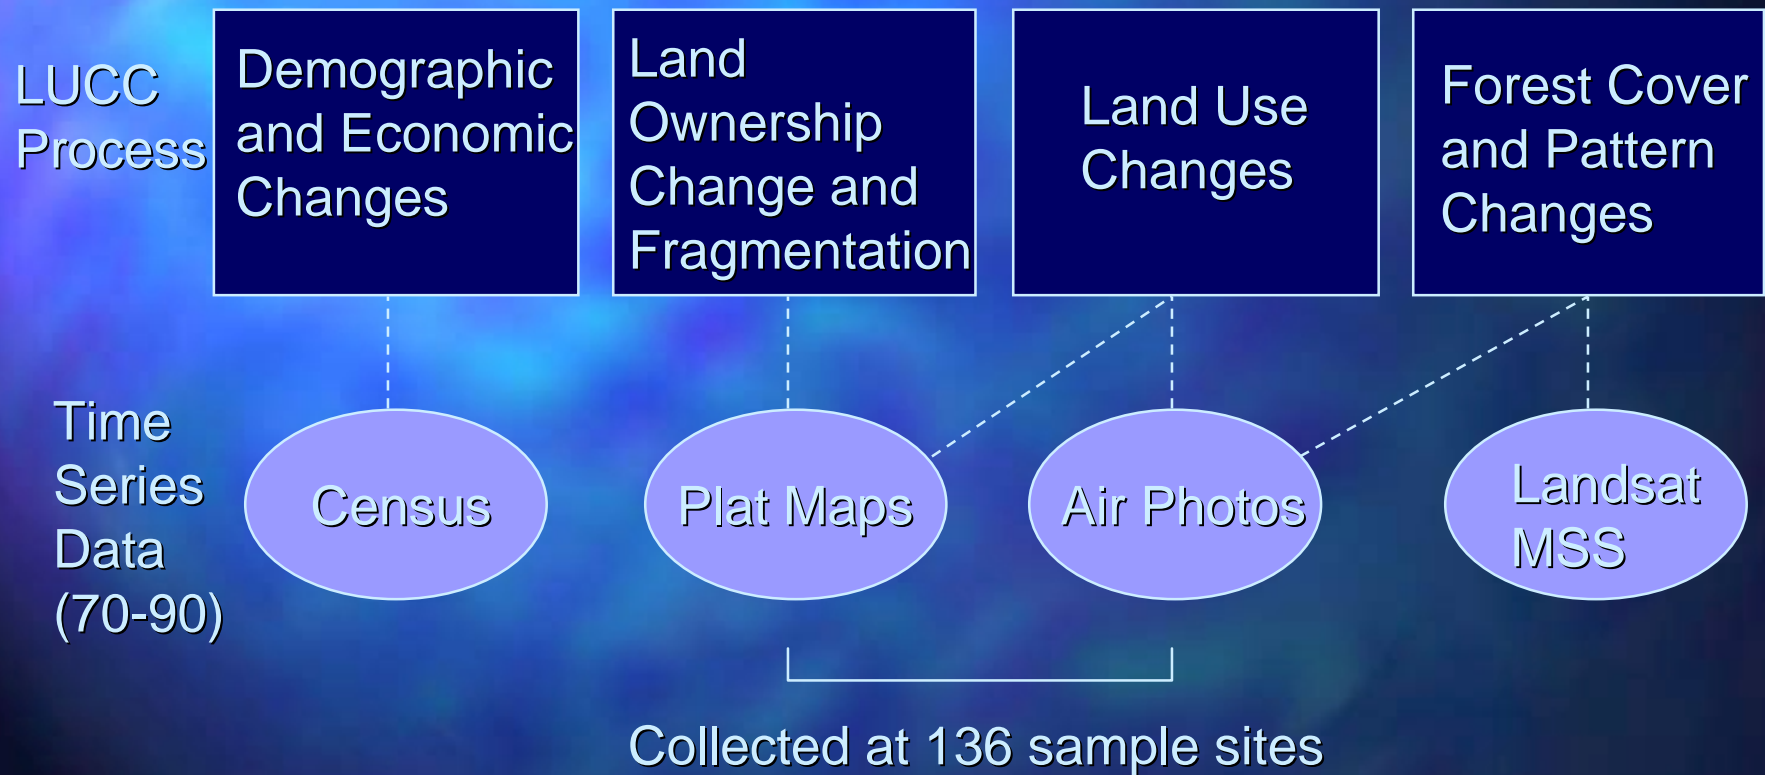 LUCC
Process
Demographic
and Economic
Changes
Land
Ownership
Change and
Fragmentation
Land Use
Changes
Forest Cover
and Pattern
Changes
Time
Series
Data
(70-90)
Census
Plat Maps
Air Photos
Landsat
MSS
Collected at 136 sample sites